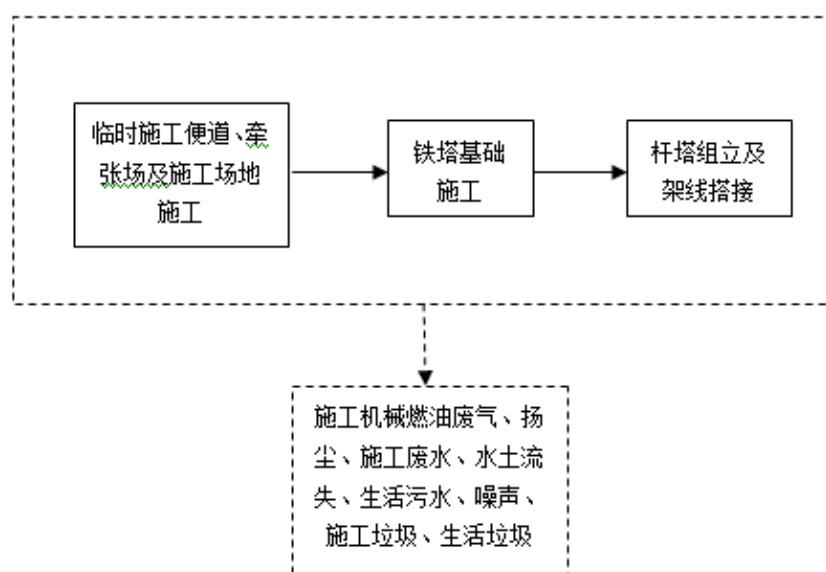 临时施工便道、牵
张场及施工场地
施工
铁塔基础
施工
杆塔组立及
架线搭接
施工机械燃油废气、扬
尘、施工废水、水土流
失、生活污水、噪声、
施工垃圾、生活垃圾